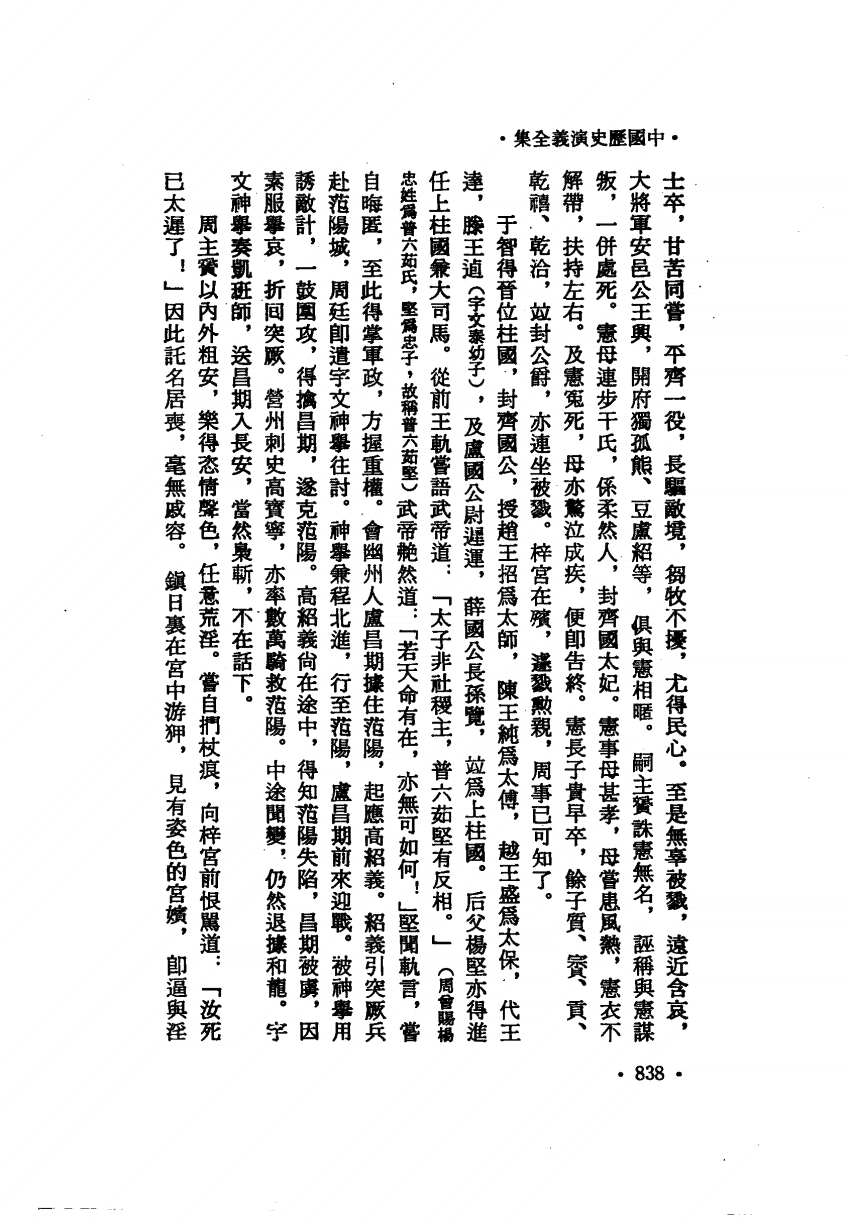 •中國歷史演義全集•
士卒，甘苦同嘗，平齊一役，長驅敵境，芻牧不擾，尤得民心。至是無辜被戮，遠近含哀，
大將軍安邑公王興，開府獨孤熊、豆盧紹等，俱與憲相暱。嗣主贇誅憲無名，誣稱與憲謀
叛，一併處死。憲母連步干氏，係柔然人，封齊國太妃。憲事母甚孝，母嘗患風熱，憲衣不
解帶，扶持左右。及憲冤死，母亦驚泣成疾，便卽告終。憲長子貴早卒，餘子質、賨、貢、
乾禧、乾洽，竝封公爵，亦連坐被戮。梓宮在殯，遽戮勲親，周事已可知了。
于智得晉位柱國，封齊國公，授趙王招爲太師，陳王純爲太傅，越王盛爲太保，代王
達，滕王逌（宇文泰幼子），及盧國公尉遲運，薛國公長孫覽，竝爲上柱國。后父楊堅亦得進
任上柱國兼大司馬。從前王軌嘗語武帝道：「太子非社稷主，普六茹堅有反相。」（周曾賜楊
忠姓爲普六茹氏，堅爲忠子，故稱普六茹堅）武帝艴然道：「若天命有在，亦無可如何！」堅聞軌言，嘗
自晦匿，至此得掌軍政，方握重權。會幽州人盧昌期據住范陽，起應高紹義。紹義引突厥兵
赴范陽城，周廷卽遣宇文神舉往討。神舉兼程北進，行至范陽，盧昌期前來迎戰。被神舉用
誘敵計，一鼓圍攻，得擒昌期，遂克范陽。高紹義尙在途中，得知范陽失陷，昌期被虜，因
素服擧哀，折囘突厥。營州刺史高寶寧，亦率數萬騎救范陽。中途聞變，仍然退據和龍。宇
文神舉奏凱班師，送昌期入長安，當然梟斬，不在話下。
周主贇以內外粗安，樂得恣情聲色，任意荒淫。嘗自捫杖痕，向梓宮前恨罵道：「汝死
已太遲了！」因此託名居喪，毫無戚容。鎭日裏在宮中游狎，見有姿色的宮嬪，卽逼與淫
•838•